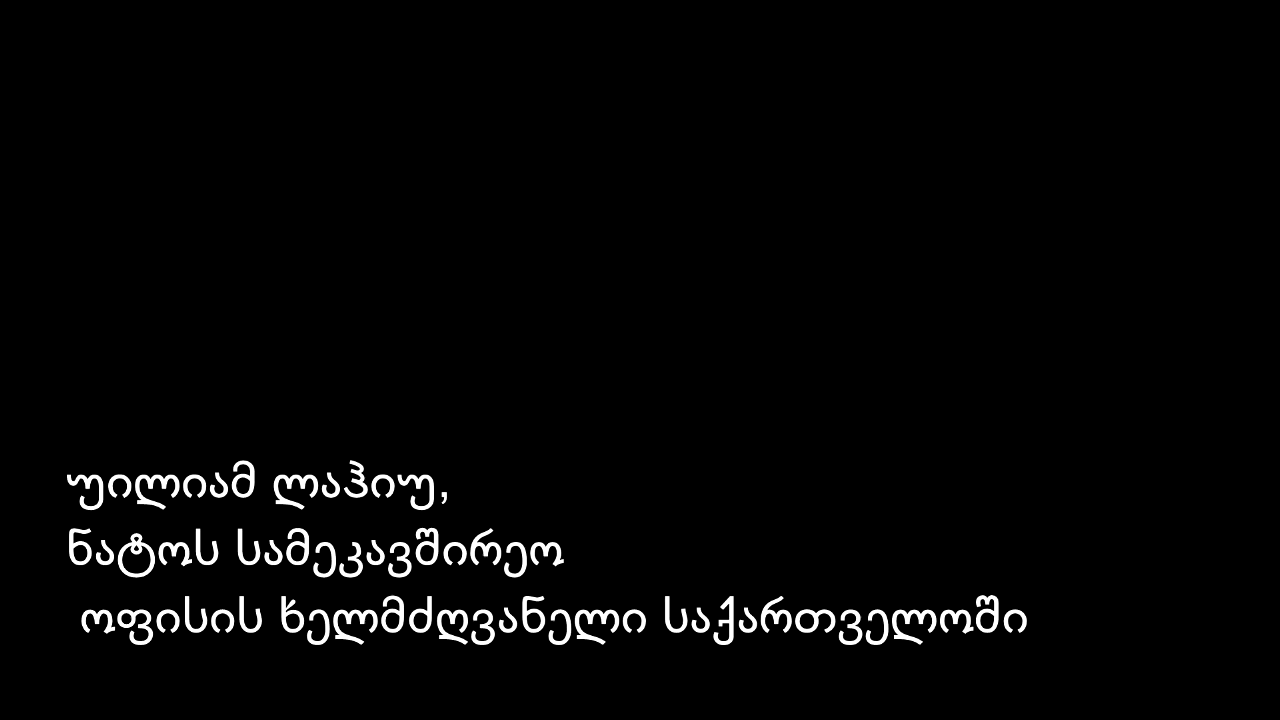 უილიამ ლაჰიუ,
ნატოს სამეკავშირეო
ოფისის ხელმძღვანელი საქართველოში